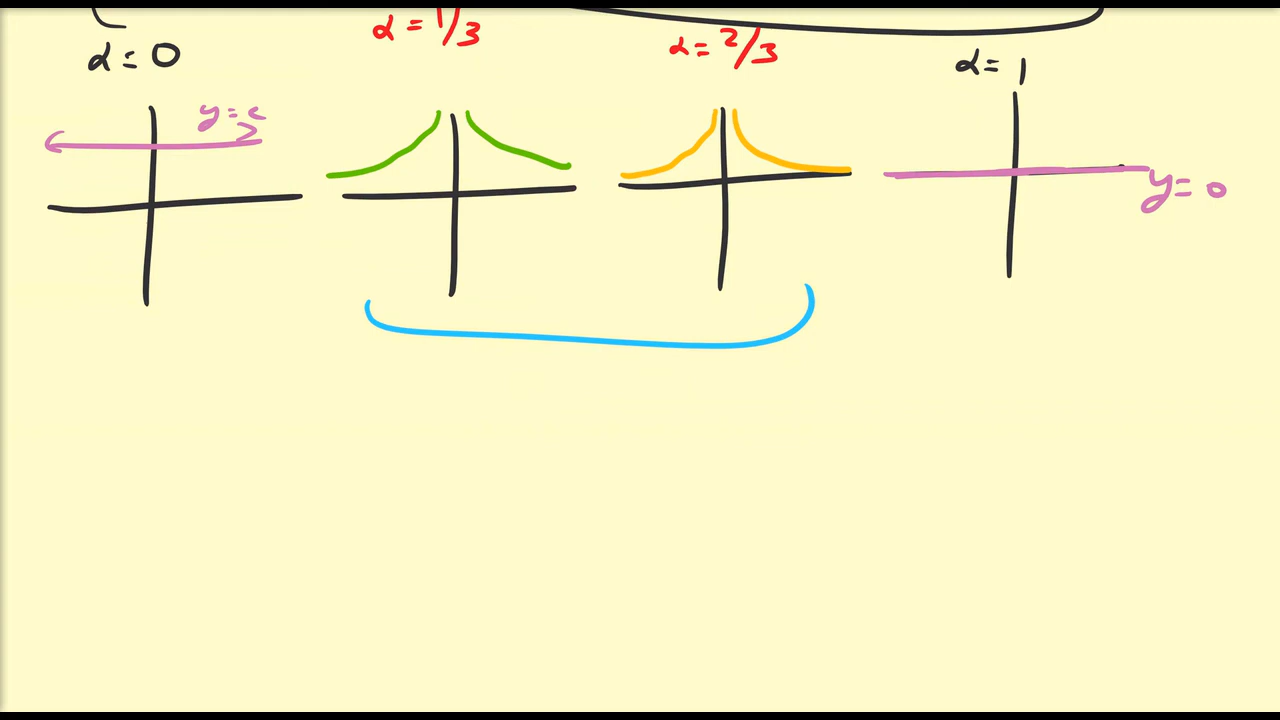 α = 0
α = 1/3
α = 2/3
α = 1
y = c
y = 0